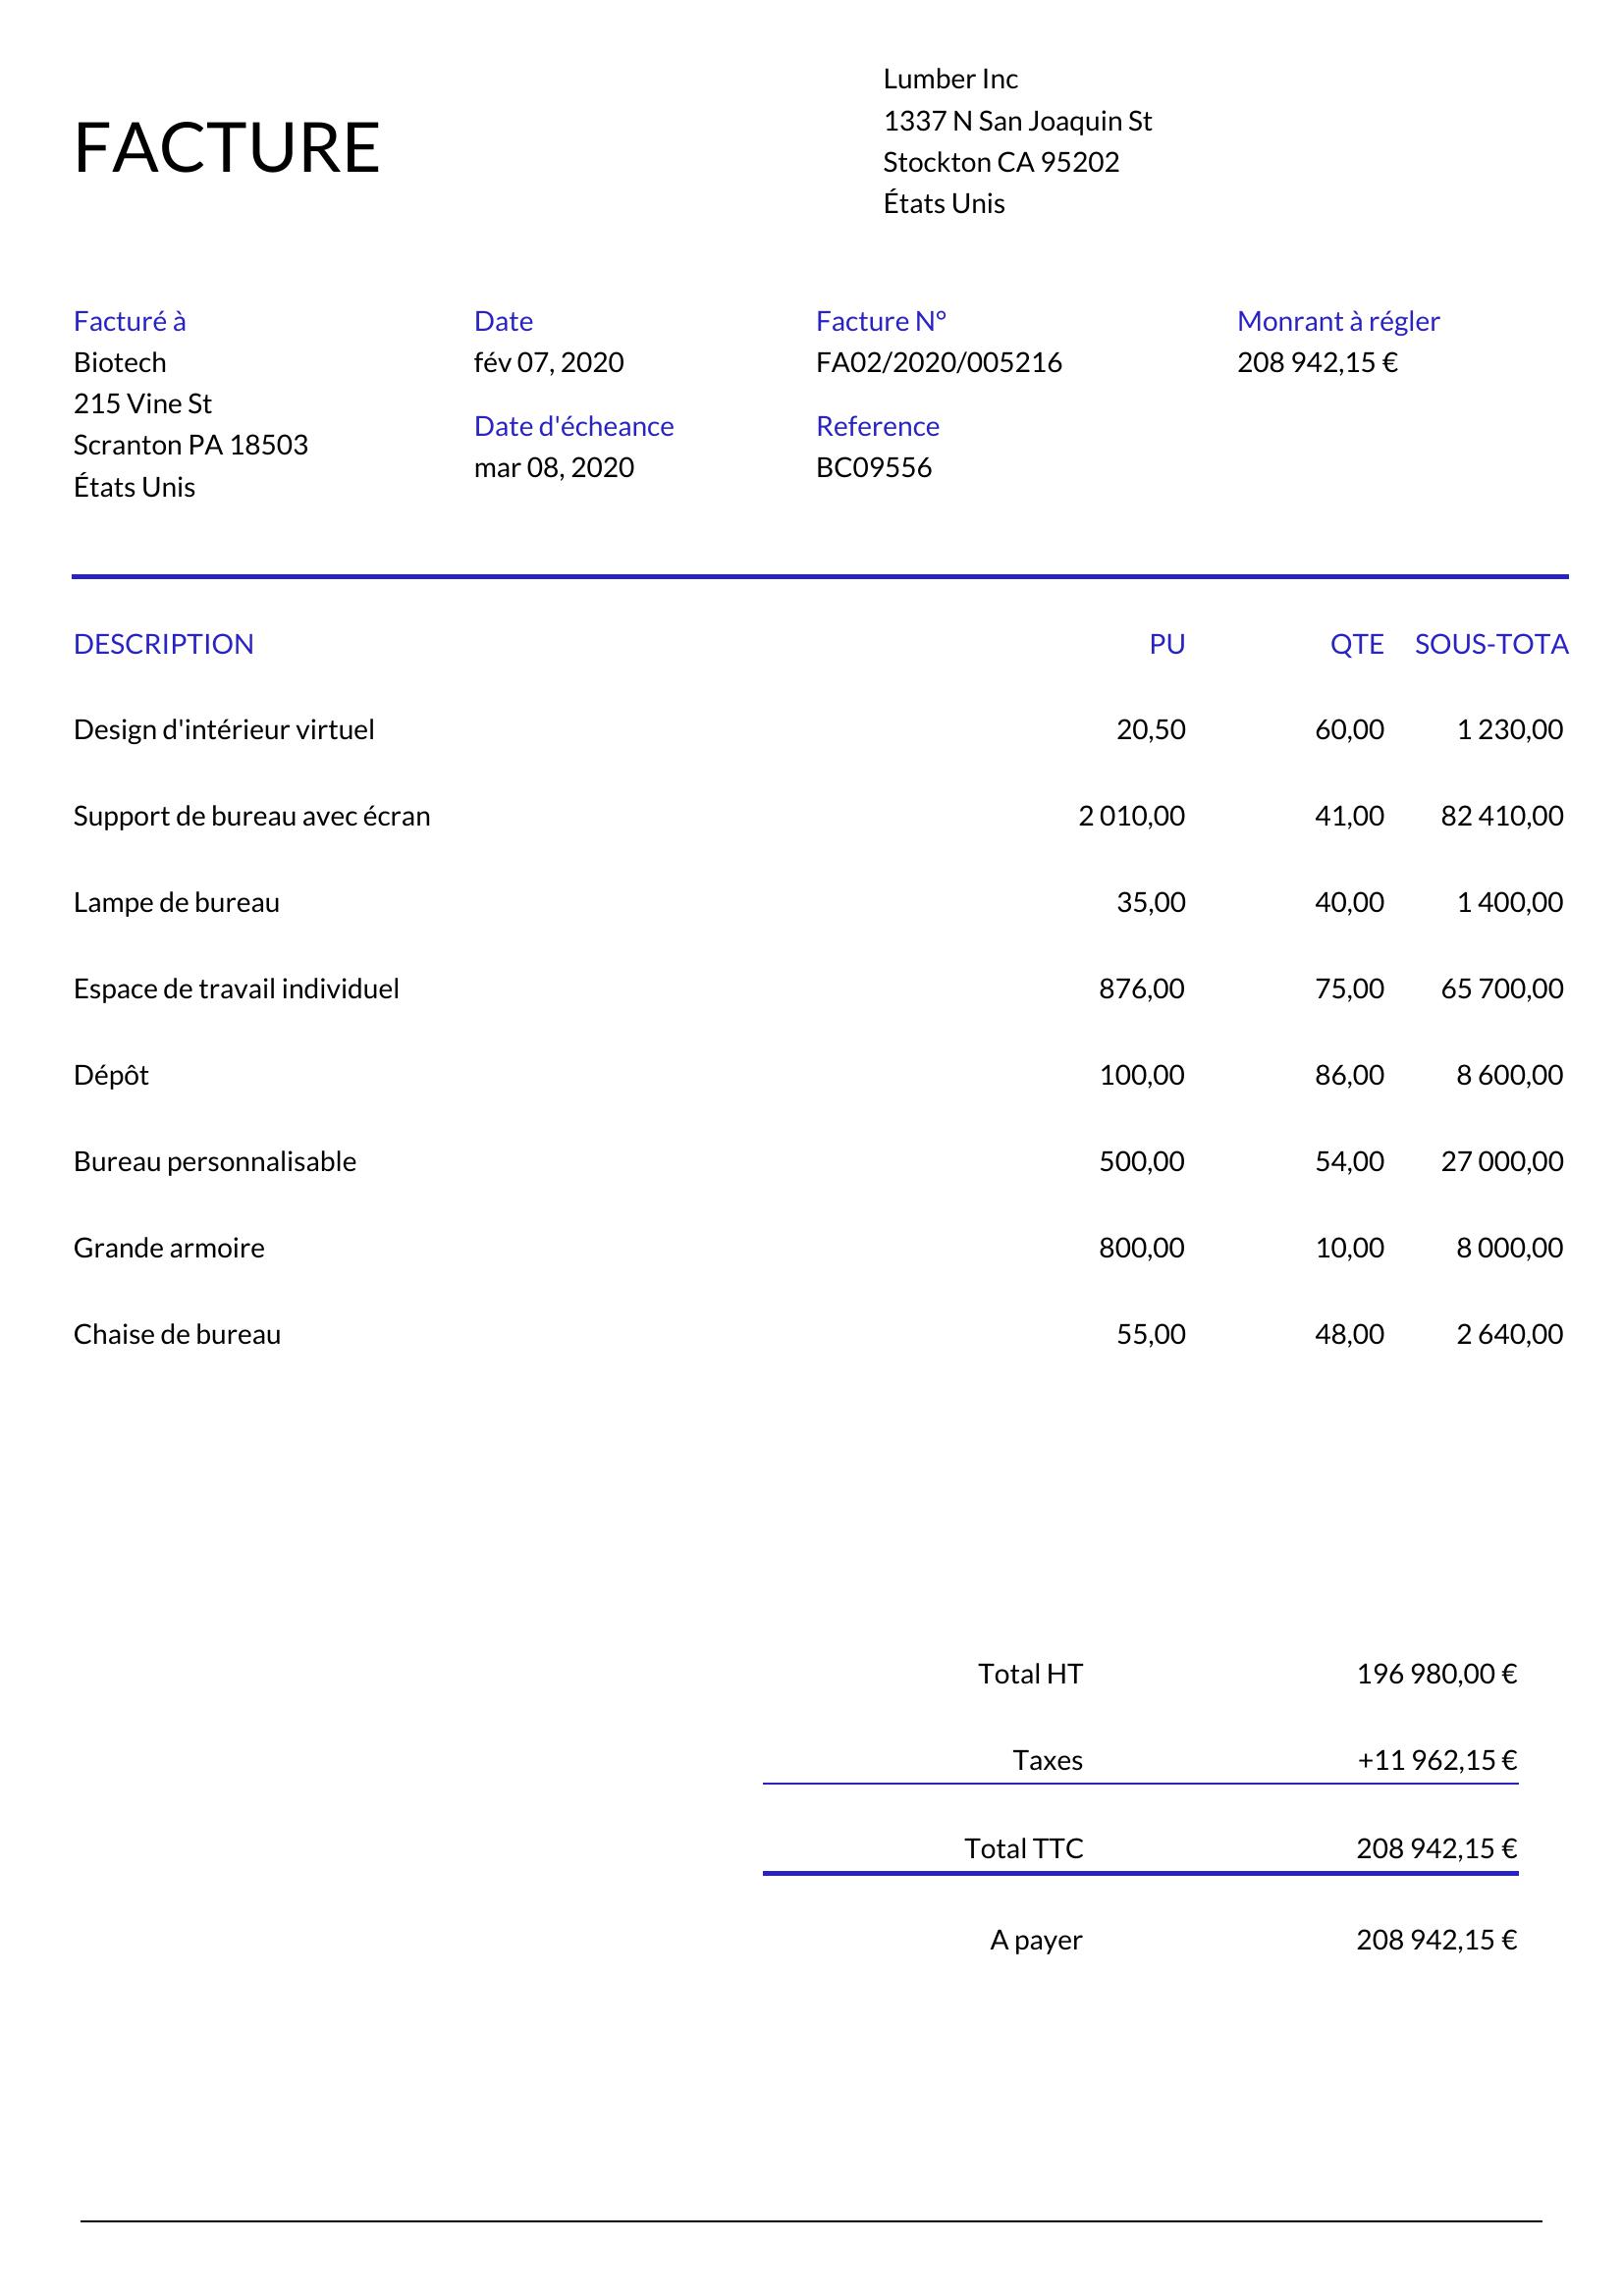 Lumber Inc
1337 N San Joaquin St
Stockton CA 95202
États Unis
FACTURE
Facturé à
Biotech
215 Vine St
Scranton PA 18503
États Unis
Date
fév 07, 2020
Date d'écheance
mar 08, 2020
Facture N°
FA02/2020/005216
Reference
BC09556
Monrant à régler
208 942,15 €
DESCRIPTION PU QTE SOUS-TOTA
Design d'intérieur virtuel 20,50 60,00 1 230,00
Support de bureau avec écran 2 010,00 41,00 82 410,00
Lampe de bureau 35,00 40,00 1 400,00
Espace de travail individuel 876,00 75,00 65 700,00
Dépôt 100,00 86,00 8 600,00
Bureau personnalisable 500,00 54,00 27 000,00
Grande armoire 800,00 10,00 8 000,00
Chaise de bureau 55,00 48,00 2 640,00
Total HT 196 980,00 €
Taxes +11 962,15 €
Total TTC 208 942,15 €
A payer 208 942,15 €